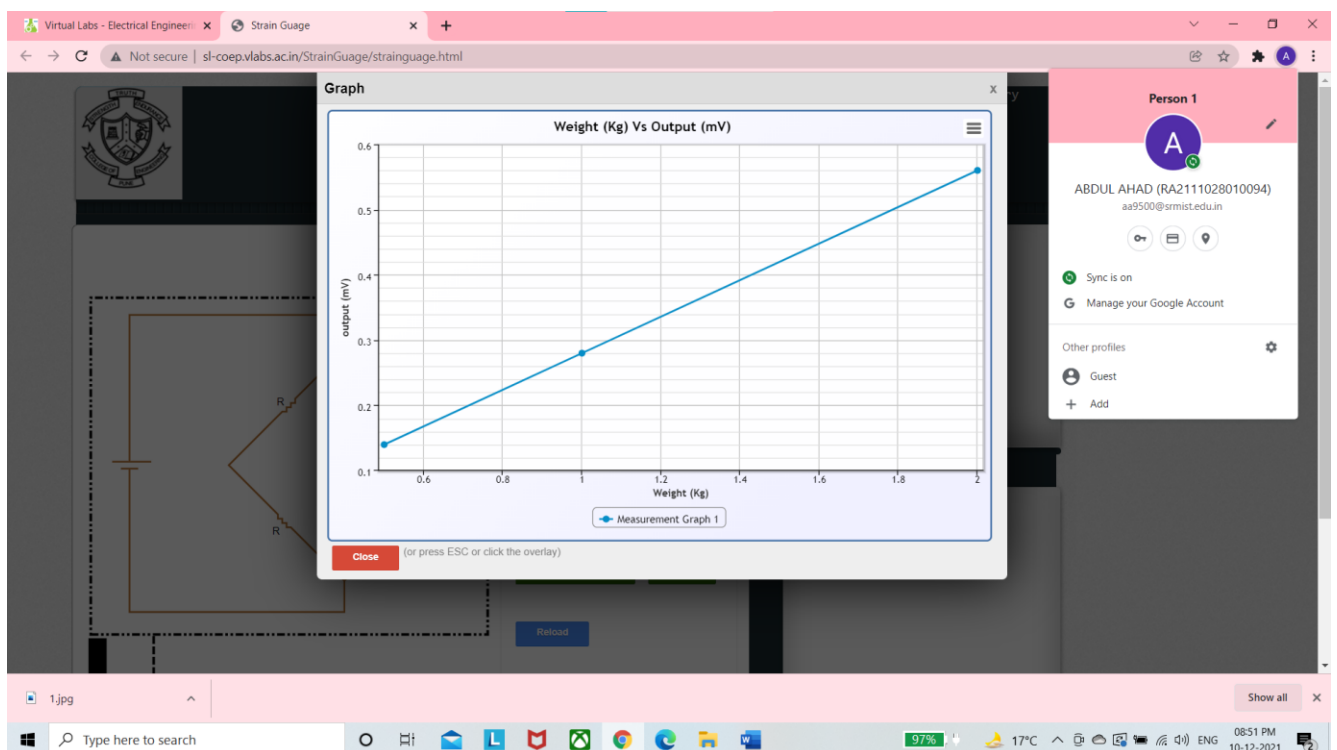 Virtual Labs - Electrical Engineeri
Strain Guage
Not secure | sl-coep.vlabs.ac.in/StrainGuage/strainguage.html
A
Graph
x
Weight (Kg) Vs Output (mV)
0.6
0.5
0.4
0.3
0.2
0.1
output (mV)
0.6 0.8 1 1.2 1.4 1.6 1.8 2
Weight (Kg)
Measurement Graph 1
Close (or press ESC or click the overlay)
R
R
Reload
Person 1
A
ABDUL AHAD (RA2111028010094)
aa9500@srmist.edu.in
Sync is on
G Manage your Google Account
Other profiles
Guest
+ Add
1.jpg
Show all
Type here to search
97%
17°C
ENG
08:51 PM
10-12-2021
2